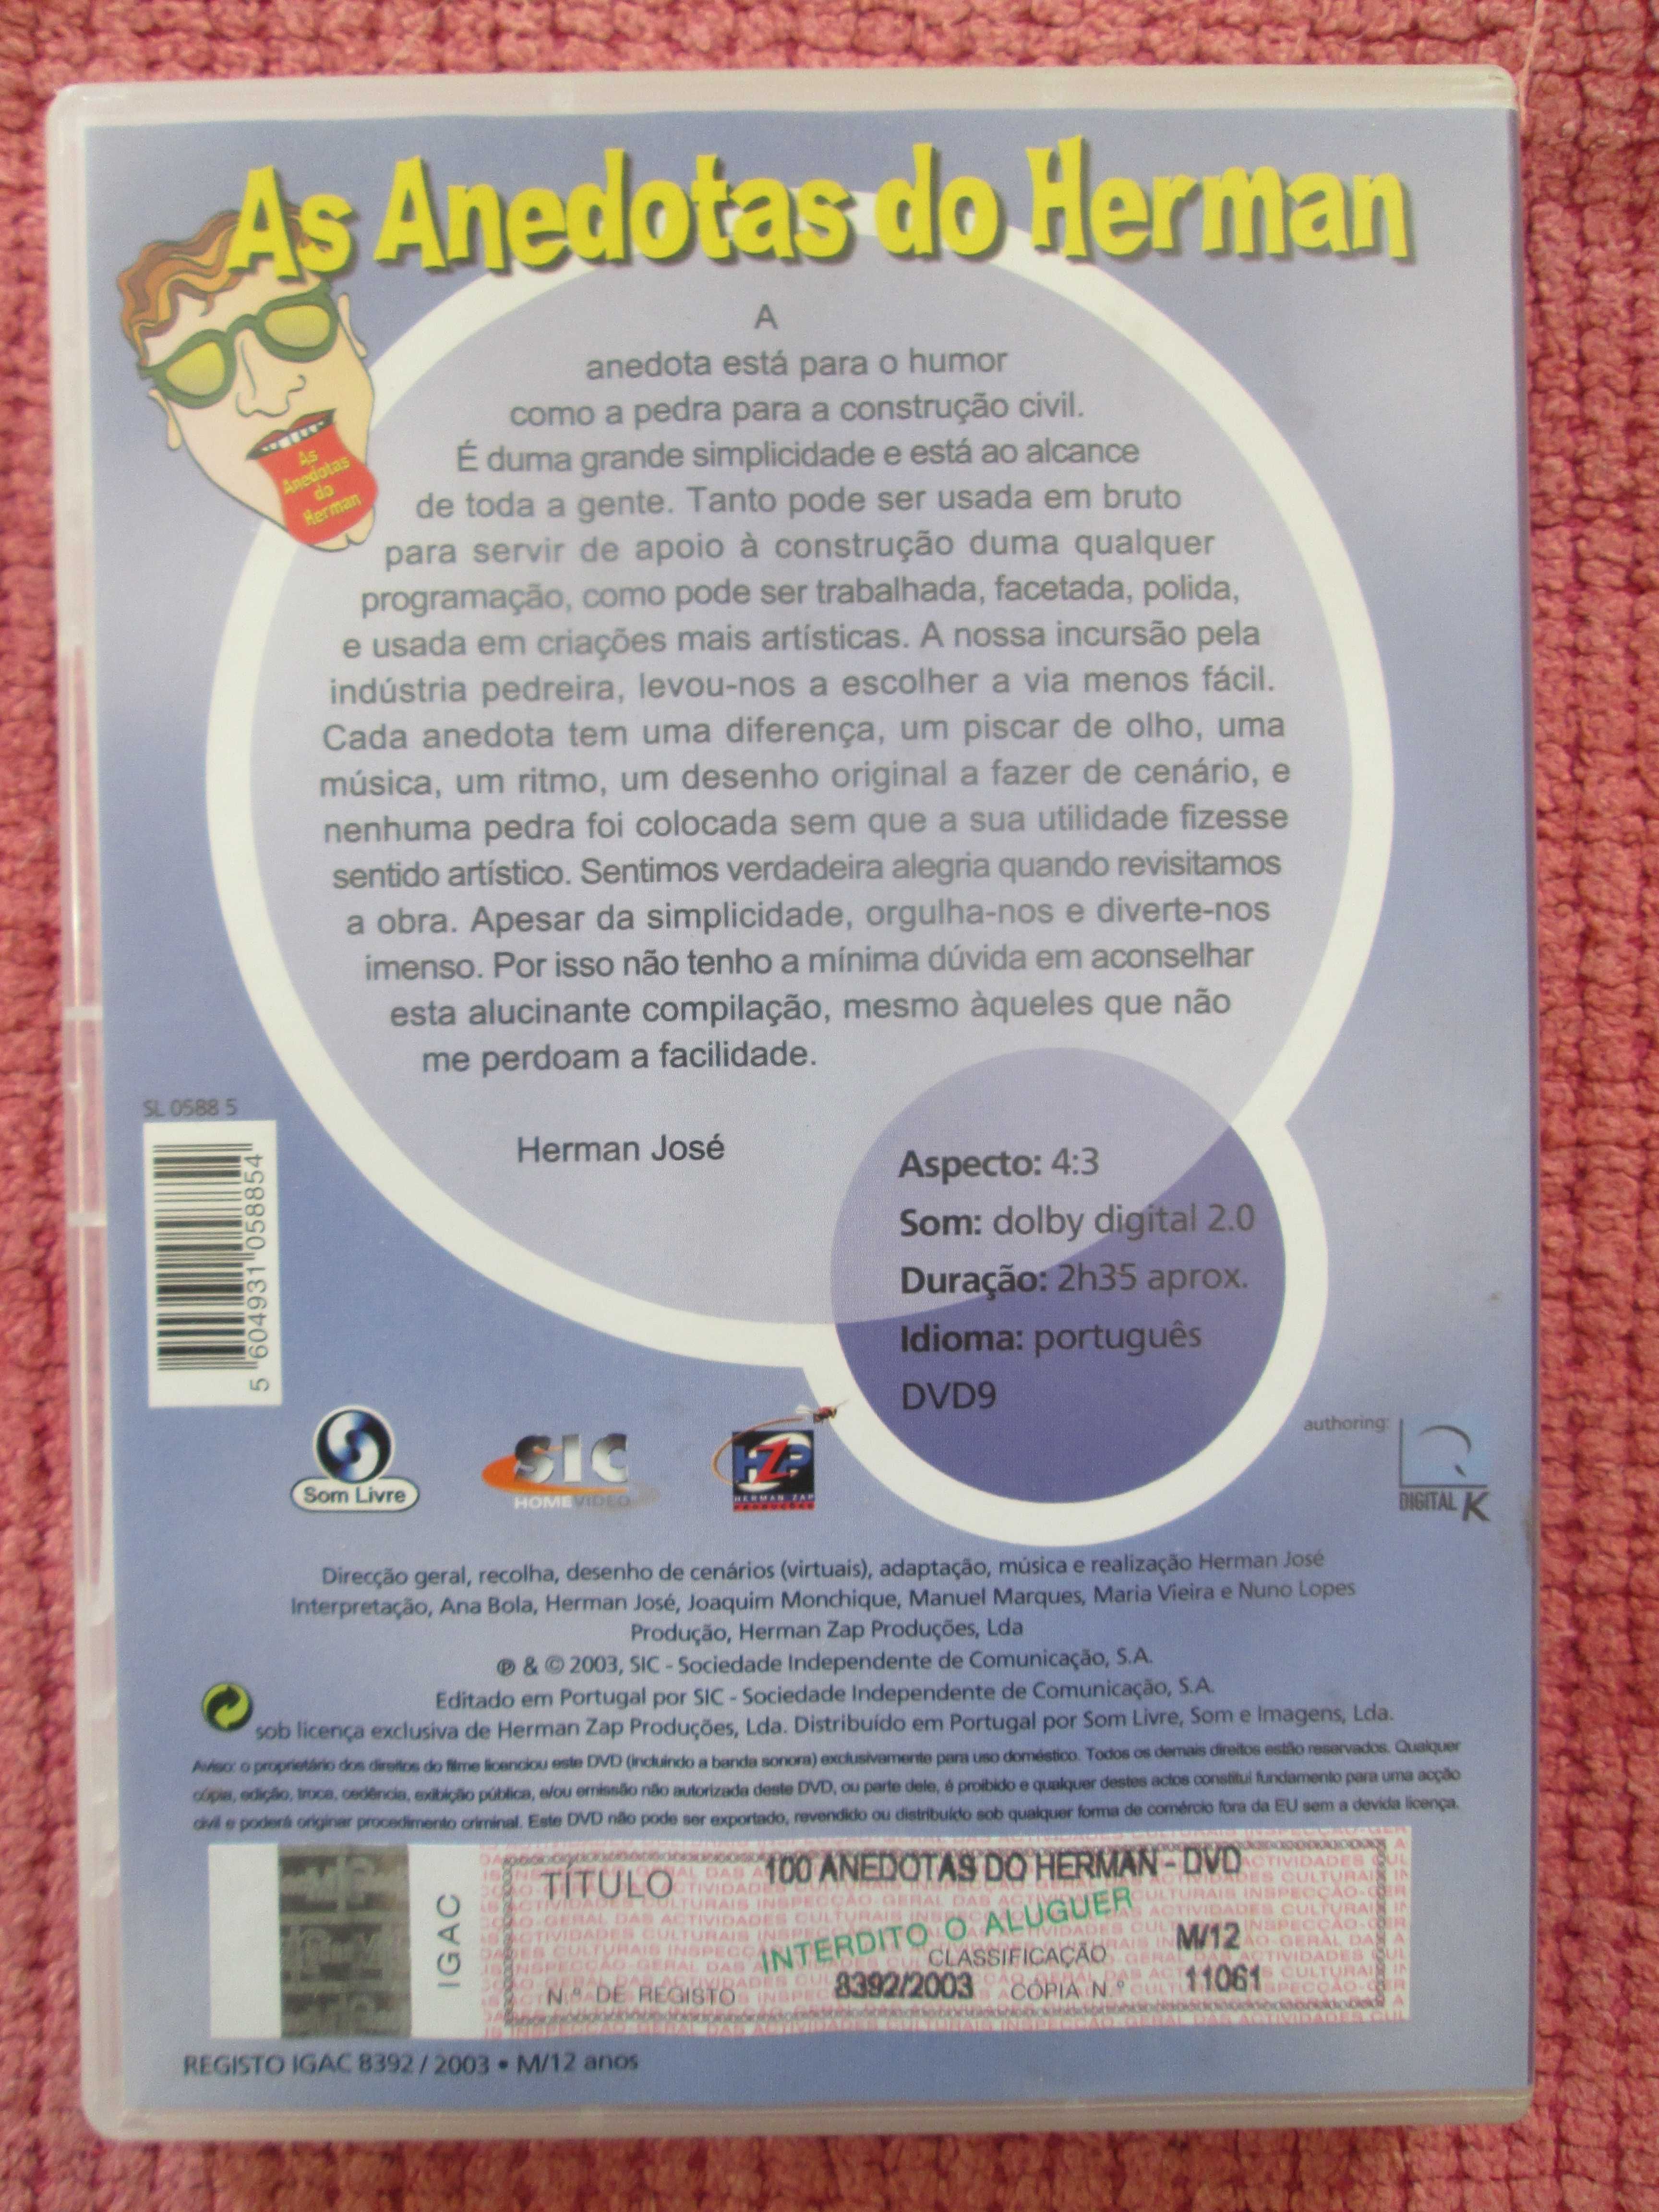 As Anedotas do Herman
As
Anedotas
do
Herman
A
anedota está para o humor
como a pedra para a construção civil.
É duma grande simplicidade e está ao alcance
de toda a gente. Tanto pode ser usada em bruto
para servir de apoio à construção duma qualquer
programação, como pode ser trabalhada, facetada, polida,
e usada em criações mais artísticas. A nossa incursão pela
indústria pedreira, levou-nos a escolher a via menos fácil.
Cada anedota tem uma diferença, um piscar de olho, uma
música, um ritmo, um desenho original a fazer de cenário, e
nenhuma pedra foi colocada sem que a sua utilidade fizesse
sentido artístico. Sentimos verdadeira alegria quando revisitamos
a obra. Apesar da simplicidade, orgulha-nos e diverte-nos
imenso. Por isso não tenho a mínima dúvida em aconselhar
esta alucinante compilação, mesmo àqueles que não
me perdoam a facilidade.
Herman José
SL 0588 5
5 604931 058854
Aspecto: 4:3
Som: dolby digital 2.0
Duração: 2h35 aprox.
Idioma: português
DVD9
Som Livre
SIC
HOMEVIDEO
HZP
HERMAN ZAP
PRODUÇÕES
authoring:
DIGITAL K
Direcção geral, recolha, desenho de cenários (virtuais), adaptação, música e realização Herman José
Interpretação, Ana Bola, Herman José, Joaquim Monchique, Manuel Marques, Maria Vieira e Nuno Lopes
Produção, Herman Zap Produções, Lda
℗ & © 2003, SIC - Sociedade Independente de Comunicação, S.A.
Editado em Portugal por SIC - Sociedade Independente de Comunicação, S.A.
sob licença exclusiva de Herman Zap Produções, Lda. Distribuído em Portugal por Som Livre, Som e Imagens, Lda.
Aviso: o proprietário dos direitos do filme licenciou este DVD (incluindo a banda sonora) exclusivamente para uso doméstico. Todos os demais direitos estão reservados. Qualquer
cópia, edição, troca, cedência, exibição pública, e/ou emissão não autorizada deste DVD, ou parte dele, é proibido e qualquer destes actos constitui fundamento para uma acção
civil e poderá originar procedimento criminal. Este DVD não pode ser exportado, revendido ou distribuído sob qualquer forma de comércio fora da EU sem a devida licença.
IGAC
TÍTULO 100 ANEDOTAS DO HERMAN - DVD
INTERDITO O ALUGUER
CLASSIFICAÇÃO M/12
N.º DE REGISTO 8392/2003 CÓPIA N.º 11061
REGISTO IGAC 8392 / 2003 • M/12 anos